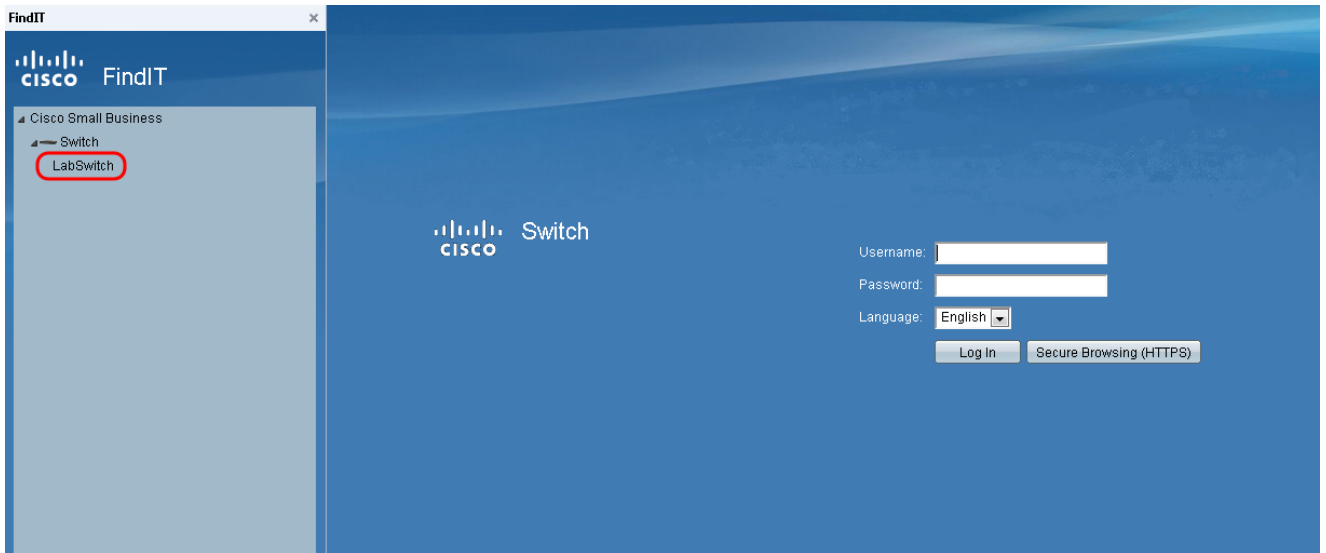 FindIT
CISCO FindIT
Cisco Small Business
Switch
LabSwitch
CISCO Switch
Username:
Password:
Language: English
Log In Secure Browsing (HTTPS)